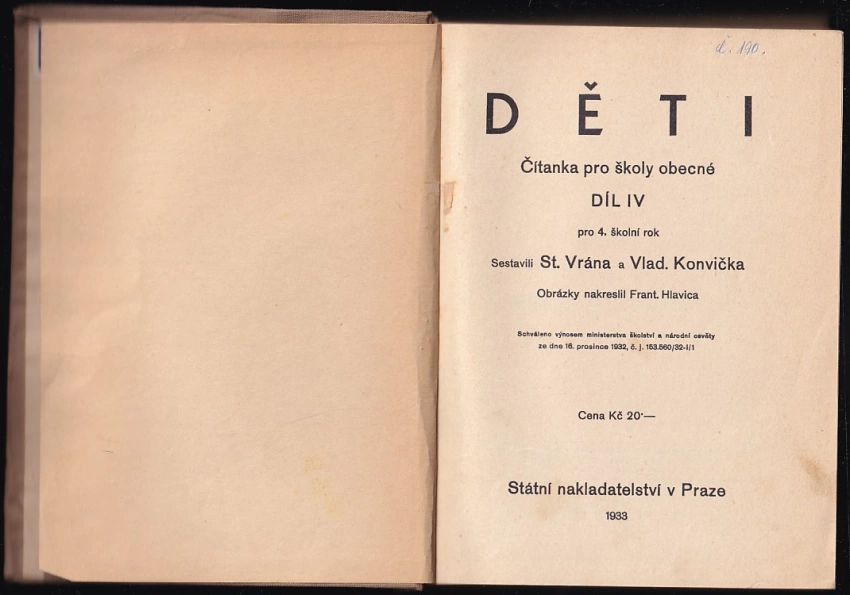 č. 190.
DĚTI
Čítanka pro školy obecné
DÍL IV
pro 4. školní rok
Sestavili St. Vrána a Vlad. Konvička
Obrázky nakreslil Frant. Hlavica
Schváleno výnosem ministerstva školství a národní osvěty
ze dne 16. prosince 1932, č. j. 153.560/32-I/1
Cena Kč 20·—
Státní nakladatelství v Praze
1933